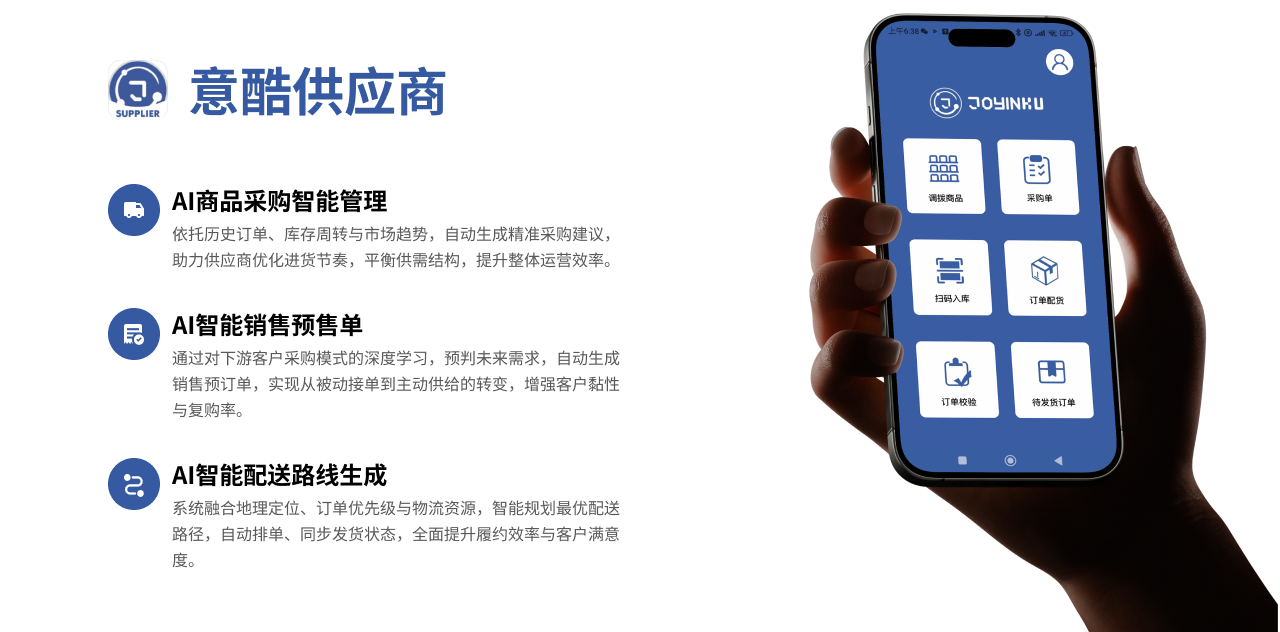 SUPPLIER
意酷供应商
AI商品采购智能管理
依托历史订单、库存周转与市场趋势，自动生成精准采购建议，
助力供应商优化进货节奏，平衡供需结构，提升整体运营效率。
AI智能销售预售单
通过对下游客户采购模式的深度学习，预判未来需求，自动生成
销售预订单，实现从被动接单到主动供给的转变，增强客户黏性
与复购率。
AI智能配送路线生成
系统融合地理定位、订单优先级与物流资源，智能规划最优配送
路径，自动排单、同步发货状态，全面提升履约效率与客户满意
度。
上午6:38
JOYINKU
调拨商品
采购单
扫码入库
订单配货
订单校验
待发货订单